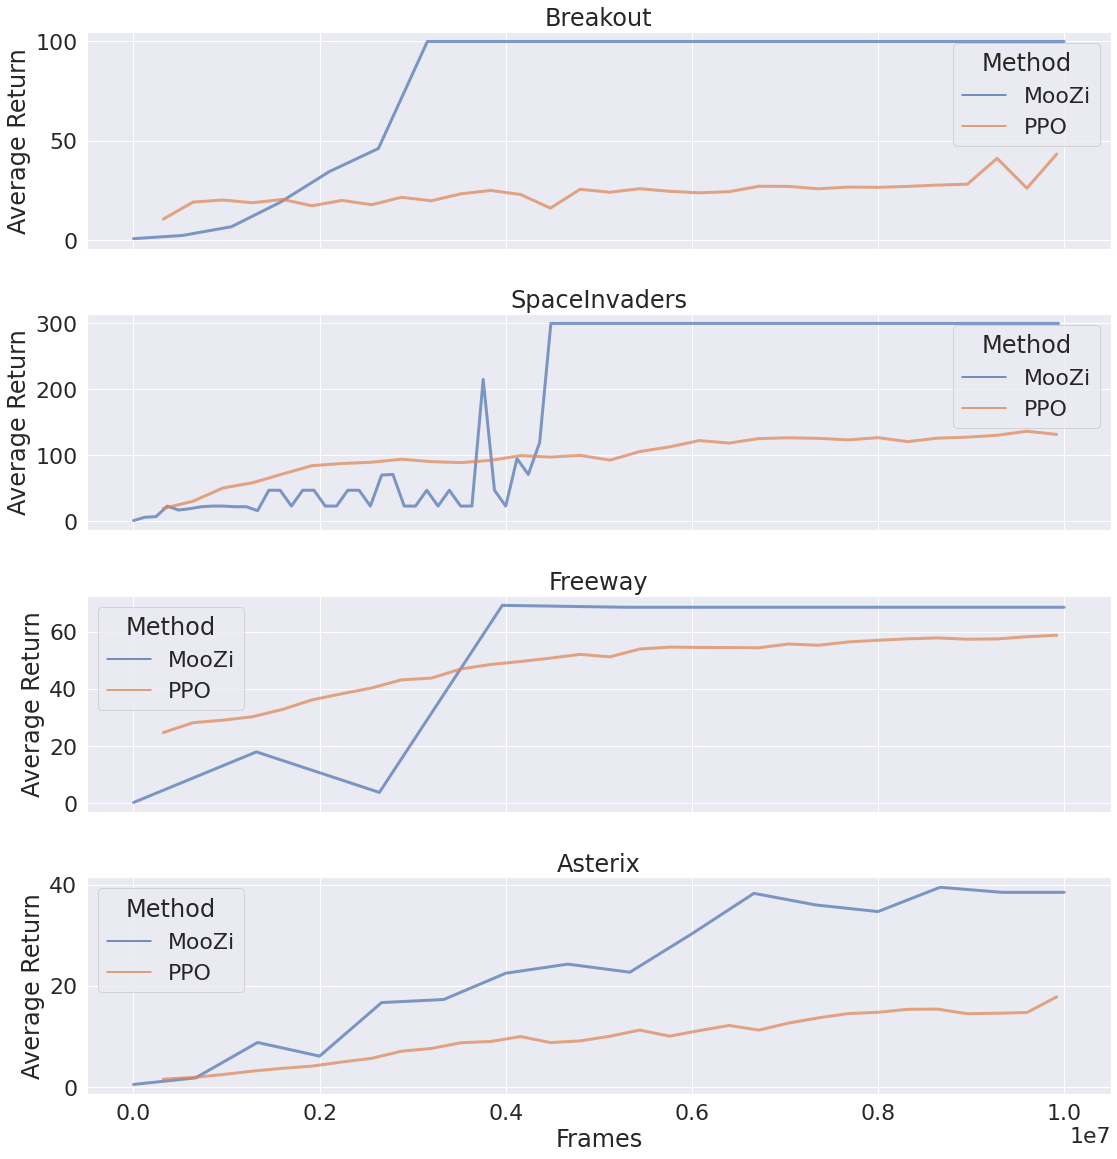 Breakout
100
50
0
Average Return
Method
MooZi
PPO
SpaceInvaders
300
200
100
0
Average Return
Method
MooZi
PPO
Freeway
60
40
20
0
Average Return
Method
MooZi
PPO
Asterix
40
20
0
Average Return
Method
MooZi
PPO
0.0 0.2 0.4 0.6 0.8 1.0
1e7
Frames